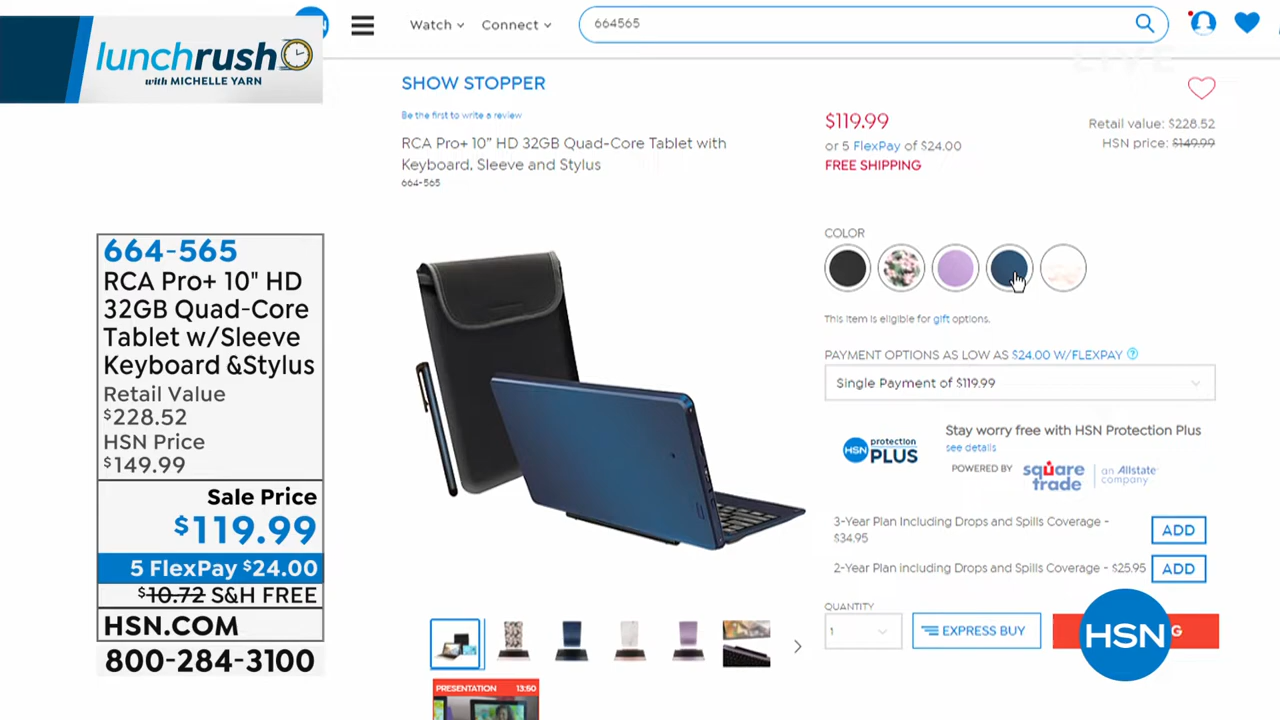 lunchrush
with MICHELLE YARN
Watch
Connect
664565
LIVE
SHOW STOPPER
Be the first to write a review
RCA Pro+ 10” HD 32GB Quad-Core Tablet with
Keyboard, Sleeve and Stylus
664-565
$119.99
or 5 FlexPay of $24.00
FREE SHIPPING
Retail value: $228.52
HSN price: $149.99
COLOR
This item is eligible for gift options.
PAYMENT OPTIONS AS LOW AS $24.00 W/FLEXPAY ?
Single Payment of $119.99
HSN protection PLUS
Stay worry free with HSN Protection Plus
see details
POWERED BY square trade | an Allstate company
3-Year Plan Including Drops and Spills Coverage -
$34.95
ADD
2-Year Plan including Drops and Spills Coverage - $25.95
ADD
QUANTITY
1
EXPRESS BUY
HSN
G
664-565
RCA Pro+ 10" HD
32GB Quad-Core
Tablet w/Sleeve
Keyboard &Stylus
Retail Value
$228.52
HSN Price
$149.99
Sale Price
$119.99
5 FlexPay $24.00
$10.72 S&H FREE
HSN.COM
800-284-3100
PRESENTATION 13:50